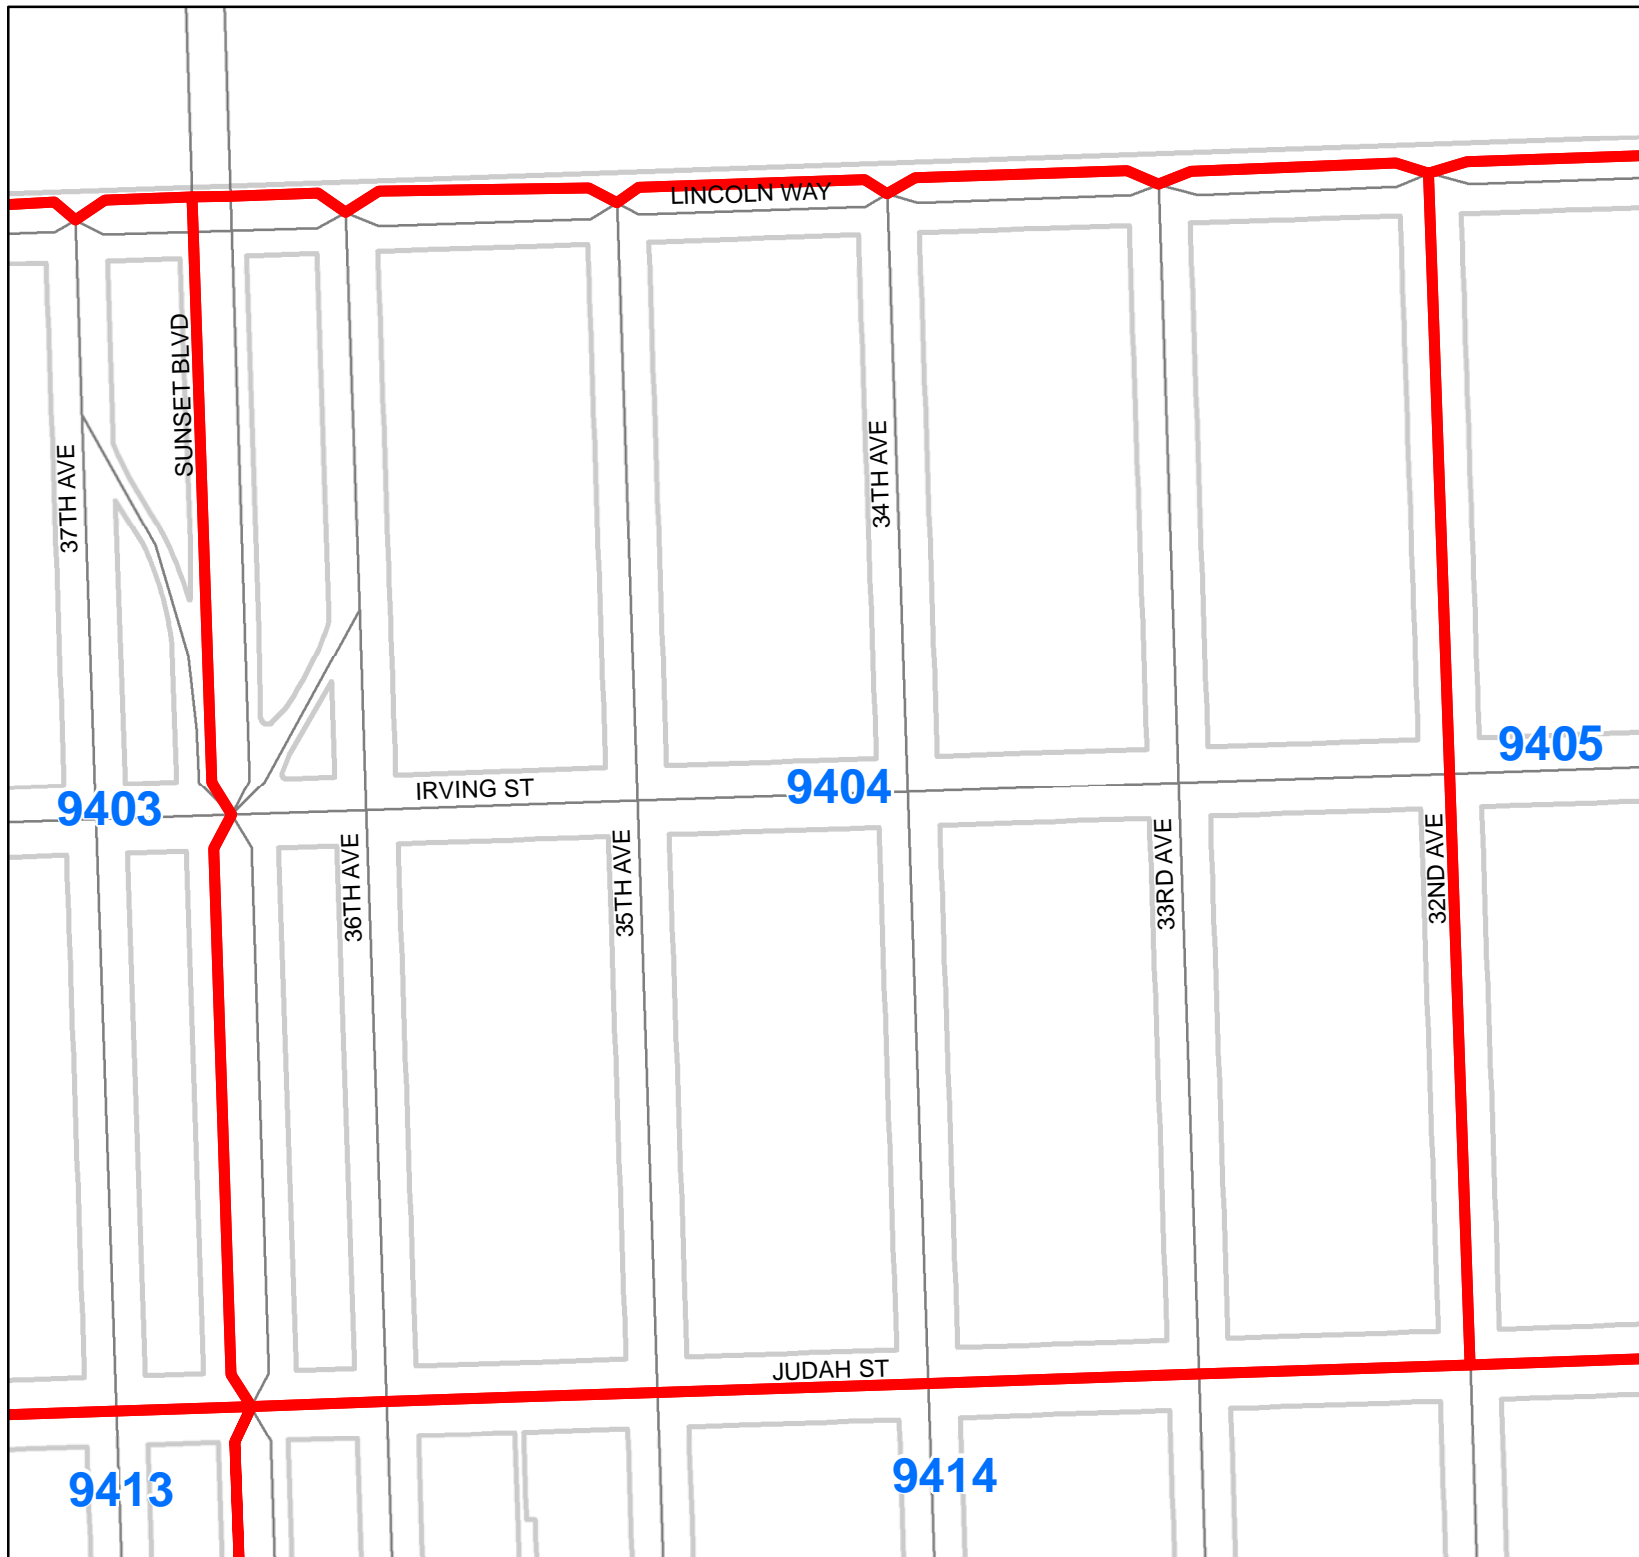 LINCOLN WAY
SUNSET BLVD
37TH AVE
34TH AVE
9405
9404
IRVING ST
9403
36TH AVE
35TH AVE
33RD AVE
32ND AVE
JUDAH ST
9413
9414